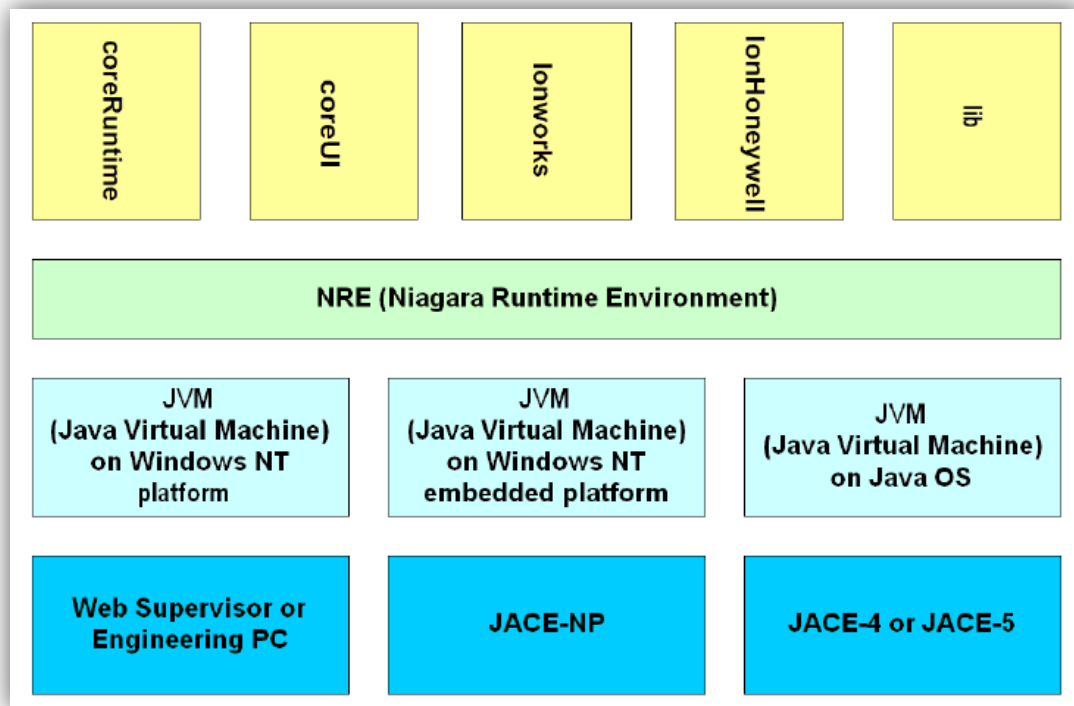 coreRuntime
coreUI
lonworks
lonHoneywell
lib
NRE (Niagara Runtime Environment)
JVM
(Java Virtual Machine)
on Windows NT
platform
JVM
(Java Virtual Machine)
on Windows NT
embedded platform
JVM
(Java Virtual Machine)
on Java OS
Web Supervisor or
Engineering PC
JACE-NP
JACE-4 or JACE-5